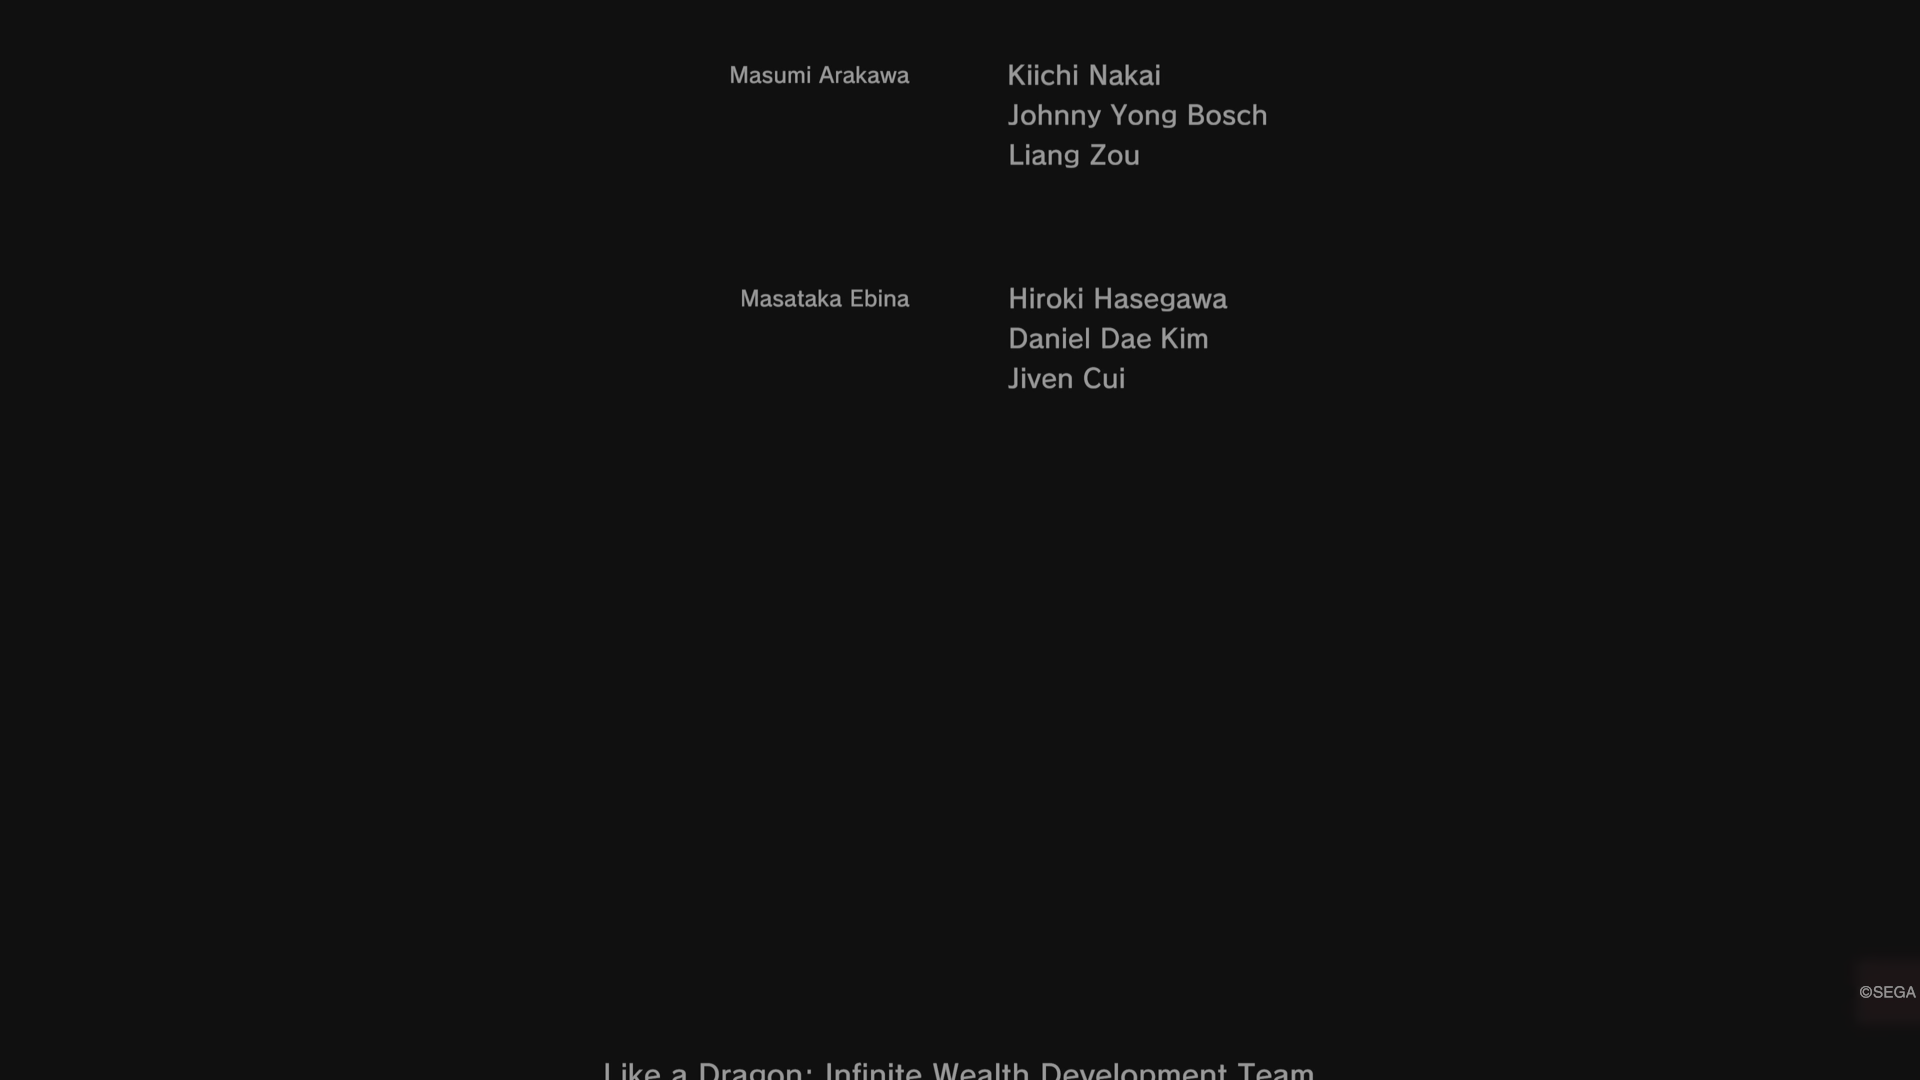 Masumi Arakawa Kiichi Nakai
Johnny Yong Bosch
Liang Zou
Masataka Ebina Hiroki Hasegawa
Daniel Dae Kim
Jiven Cui
©SEGA
Like a Dragon: Infinite Wealth Development Team